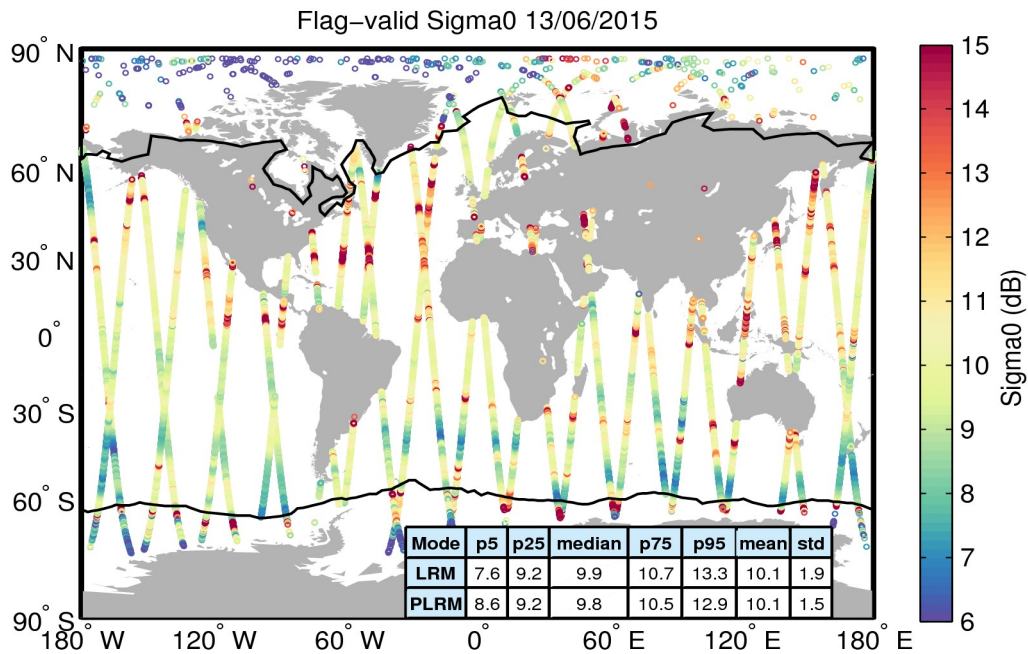 Flag−valid Sigma0 13/06/2015
90° N
60° N
30° N
0°
30° S
60° S
90° S
180° W
120° W
60° W
0°
60° E
120° E
180° E
Mode p5 p25 median p75 p95 mean std
LRM 7.6 9.2 9.9 10.7 13.3 10.1 1.9
PLRM 8.6 9.2 9.8 10.5 12.9 10.1 1.5
15
14
13
12
11
10
9
8
7
6
Sigma0 (dB)